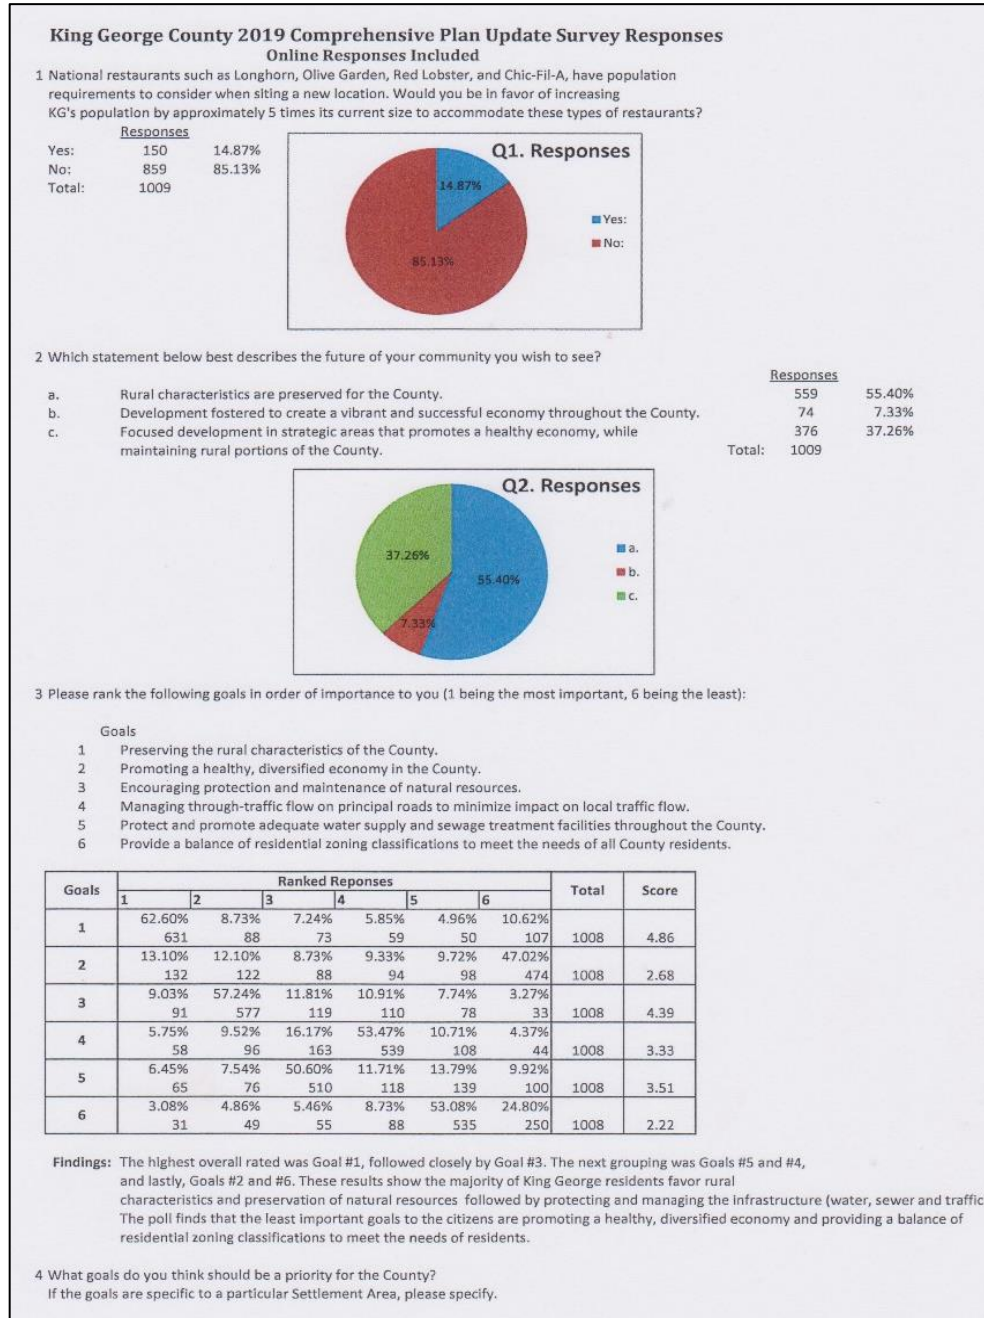 King George County 2019 Comprehensive Plan Update Survey Responses
Online Responses Included
1 National restaurants such as Longhorn, Olive Garden, Red Lobster, and Chic-Fil-A, have population
requirements to consider when siting a new location. Would you be in favor of increasing
KG's population by approximately 5 times its current size to accommodate these types of restaurants?
Responses
Yes: 150 14.87%
No: 859 85.13%
Total: 1009
Q1. Responses
14.87%
Yes:
No:
85.13%
2 Which statement below best describes the future of your community you wish to see?
Responses
a. Rural characteristics are preserved for the County. 559 55.40%
b. Development fostered to create a vibrant and successful economy throughout the County. 74 7.33%
c. Focused development in strategic areas that promotes a healthy economy, while 376 37.26%
maintaining rural portions of the County. Total: 1009
Q2. Responses
37.26%
55.40%
7.33%
a.
b.
c.
3 Please rank the following goals in order of importance to you (1 being the most important, 6 being the least):
Goals
1 Preserving the rural characteristics of the County.
2 Promoting a healthy, diversified economy in the County.
3 Encouraging protection and maintenance of natural resources.
4 Managing through-traffic flow on principal roads to minimize impact on local traffic flow.
5 Protect and promote adequate water supply and sewage treatment facilities throughout the County.
6 Provide a balance of residential zoning classifications to meet the needs of all County residents.
Goals Ranked Reponses Total Score
1 2 3 4 5 6
1 62.60% 8.73% 7.24% 5.85% 4.96% 10.62%
631 88 73 59 50 107 1008 4.86
2 13.10% 12.10% 8.73% 9.33% 9.72% 47.02%
132 122 88 94 98 474 1008 2.68
3 9.03% 57.24% 11.81% 10.91% 7.74% 3.27%
91 577 119 110 78 33 1008 4.39
4 5.75% 9.52% 16.17% 53.47% 10.71% 4.37%
58 96 163 539 108 44 1008 3.33
5 6.45% 7.54% 50.60% 11.71% 13.79% 9.92%
65 76 510 118 139 100 1008 3.51
6 3.08% 4.86% 5.46% 8.73% 53.08% 24.80%
31 49 55 88 535 250 1008 2.22
Findings: The highest overall rated was Goal #1, followed closely by Goal #3. The next grouping was Goals #5 and #4,
and lastly, Goals #2 and #6. These results show the majority of King George residents favor rural
characteristics and preservation of natural resources followed by protecting and managing the infrastructure (water, sewer and traffic
The poll finds that the least important goals to the citizens are promoting a healthy, diversified economy and providing a balance of
residential zoning classifications to meet the needs of residents.
4 What goals do you think should be a priority for the County?
If the goals are specific to a particular Settlement Area, please specify.